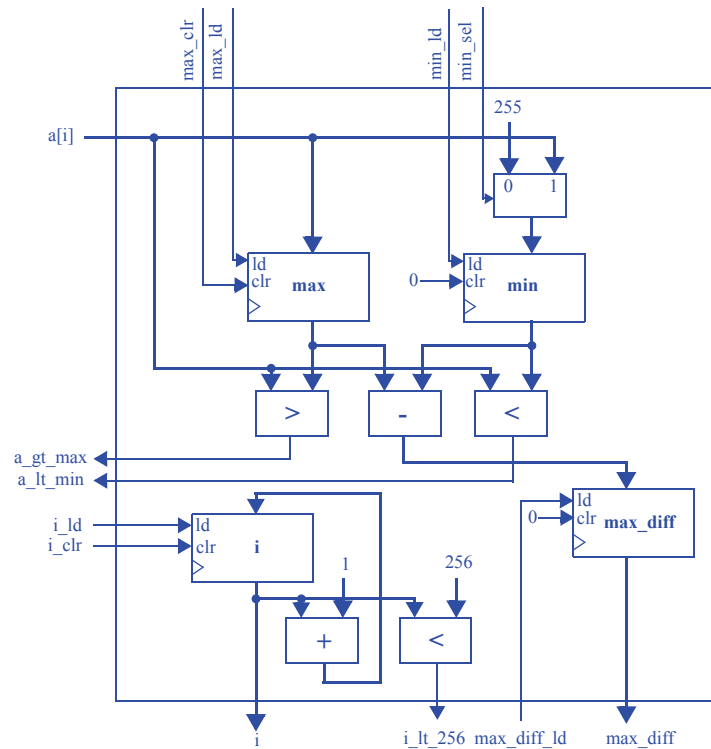 max_clr
max_ld
min_ld
min_sel
255
a[i]
0 1
ld
clr
max
0
ld
clr
min
>
-
<
a_gt_max
a_lt_min
i_ld
i_clr
ld
clr
i
0
ld
clr
max_diff
1
256
+
<
i
i_lt_256
max_diff_ld
max_diff